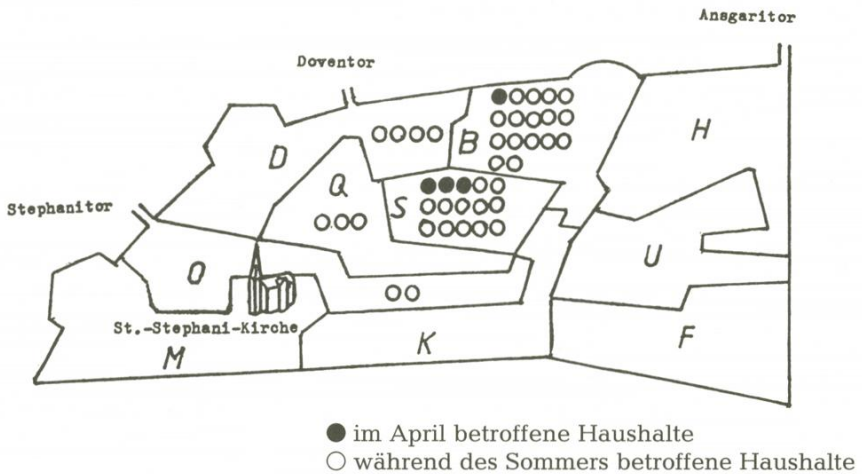 Ansgaritor
Doventor
H
B
D
Q
S
Stephanitor
U
O
St.-Stephani-Kirche
F
K
M
im April betroffene Haushalte
während des Sommers betroffene Haushalte